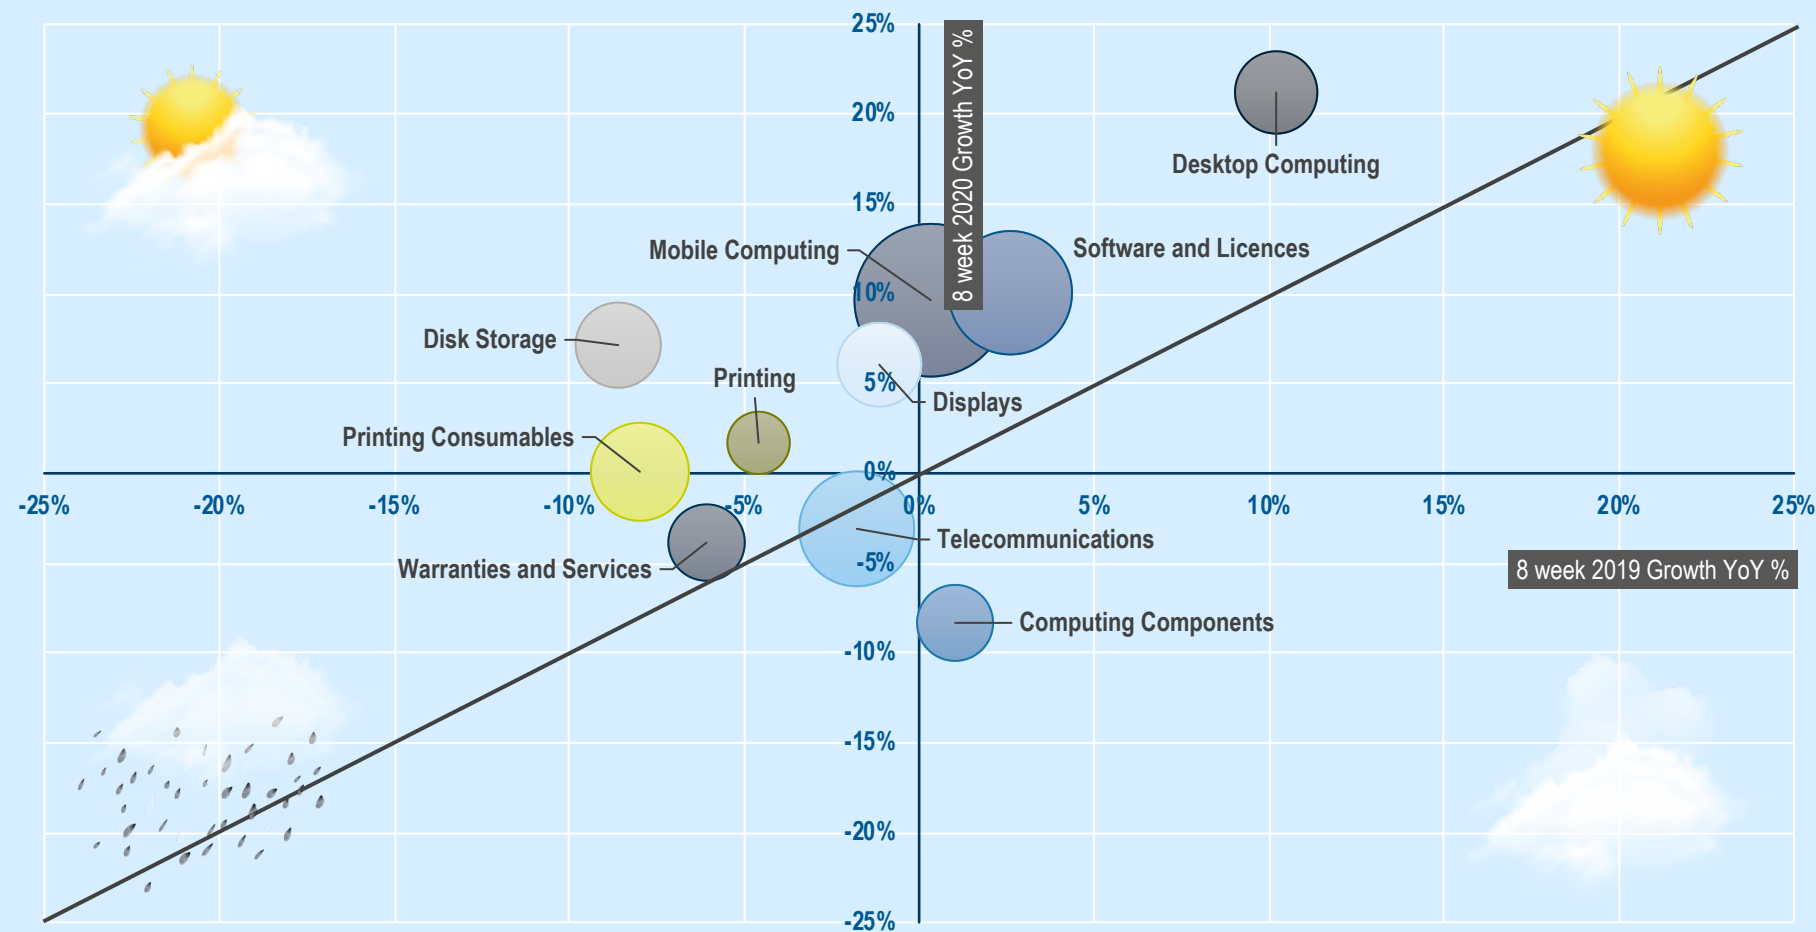 25%
8 week 2020 Growth YoY %
20%
Desktop Computing
15%
Mobile Computing
Software and Licences
10%
Disk Storage
Printing
5%
Displays
Printing Consumables
0%
-25%
-20%
-15%
-10%
-5%
0%
5%
10%
15%
20%
25%
Telecommunications
-5%
Warranties and Services
8 week 2019 Growth YoY %
Computing Components
-10%
-15%
-20%
-25%